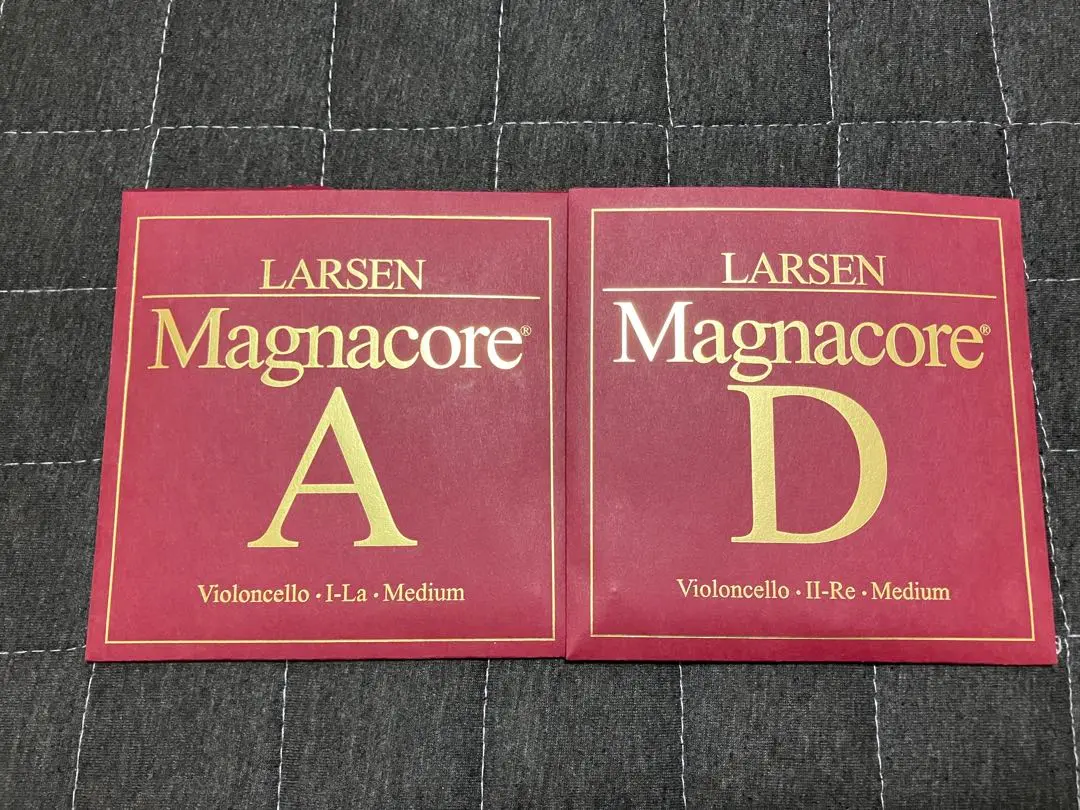 LARSEN
Magnacore®
A
Violoncello · I-La · Medium
LARSEN
Magnacore®
D
Violoncello · II-Re · Medium